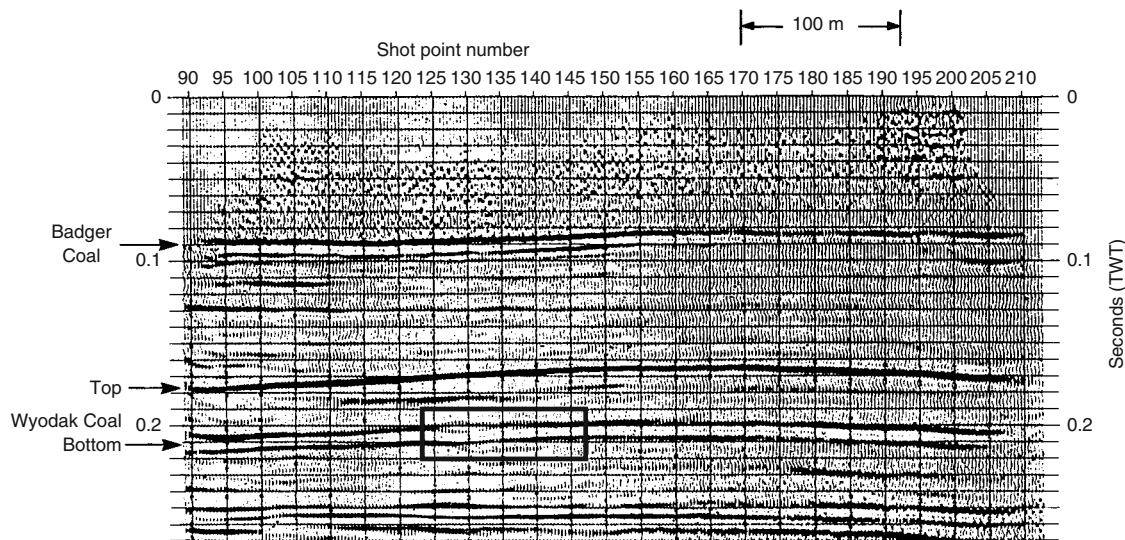 100 m
Shot point number
90 95 100 105 110 115 120 125 130 135 140 145 150 155 160 165 170 175 180 185 190 195 200 205 210
0 0
Badger
Coal
0.1 0.1
Seconds (TWT)
Top
Wyodak Coal
0.2 0.2
Bottom